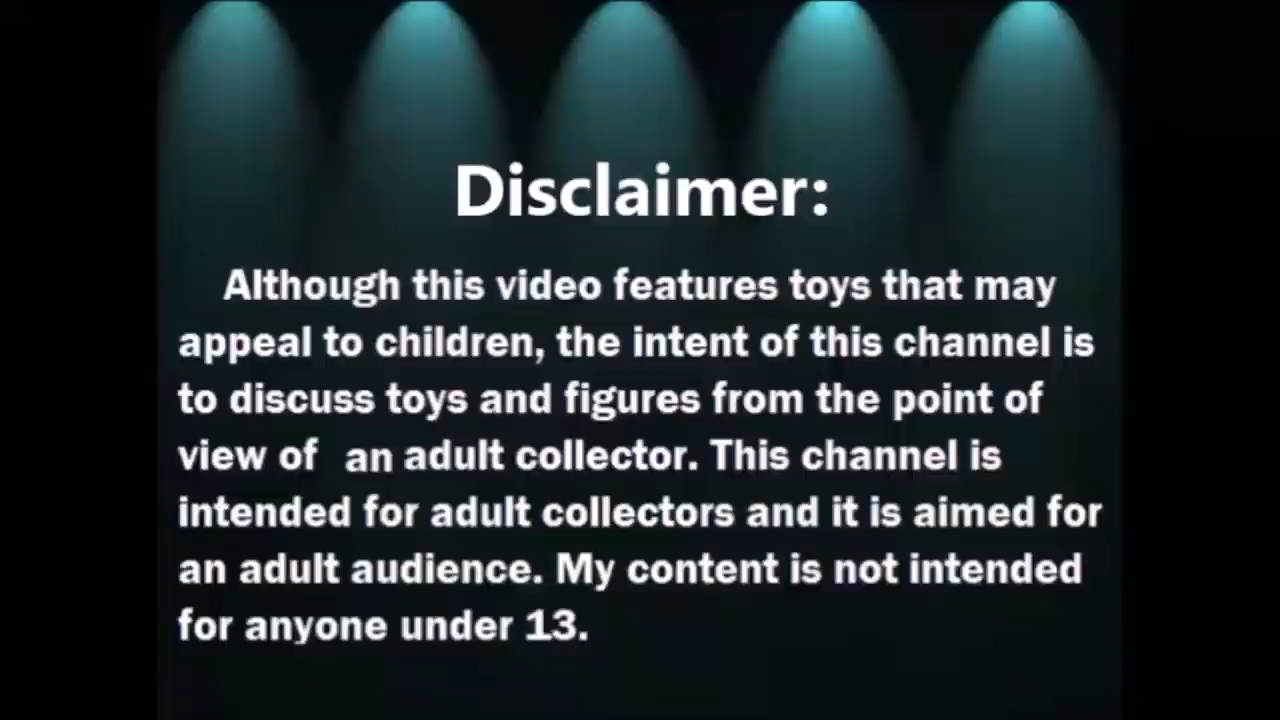 Disclaimer:
Although this video features toys that may
appeal to children, the intent of this channel is
to discuss toys and figures from the point of
view of an adult collector. This channel is
intended for adult collectors and it is aimed for
an adult audience. My content is not intended
for anyone under 13.